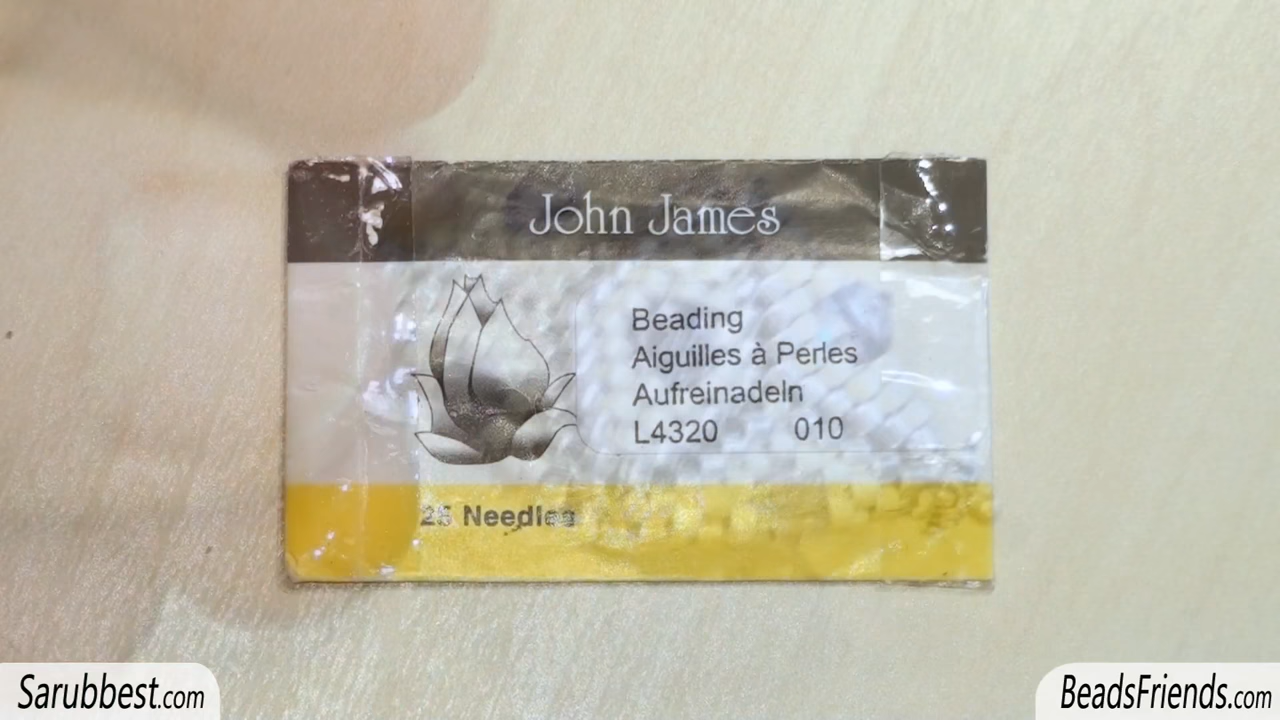 John James
Beading
Aiguilles à Perles
Aufreinadeln
L4320 010
25 Needles
Sarubbest.com
BeadsFriends.com